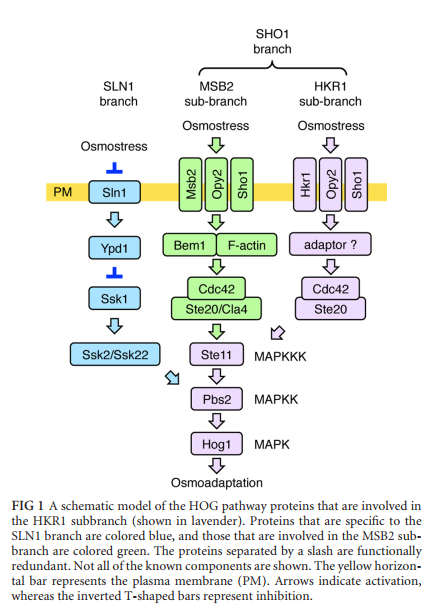 SHO1
branch
SLN1
branch
MSB2
sub-branch
HKR1
sub-branch
Osmostress
Osmostress
Osmostress
PM
Sln1
Msb2
Opy2
Sho1
Hkr1
Opy2
Sho1
Ypd1
Bem1
F-actin
adaptor ?
Ssk1
Cdc42
Ste20/Cla4
Cdc42
Ste20
Ssk2/Ssk22
Ste11
MAPKKK
Pbs2
MAPKK
Hog1
MAPK
Osmoadaptation
FIG 1 A schematic model of the HOG pathway proteins that are involved in
the HKR1 subbranch (shown in lavender). Proteins that are specific to the
SLN1 branch are colored blue, and those that are involved in the MSB2 sub-
branch are colored green. The proteins separated by a slash are functionally
redundant. Not all of the known components are shown. The yellow horizon-
tal bar represents the plasma membrane (PM). Arrows indicate activation,
whereas the inverted T-shaped bars represent inhibition.